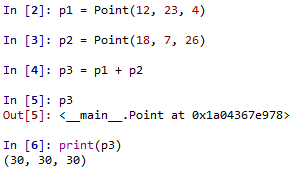 In [2]: p1 = Point(12, 23, 4)
In [3]: p2 = Point(18, 7, 26)
In [4]: p3 = p1 + p2
In [5]: p3
Out[5]: <__main__.Point at 0x1a04367e978>
In [6]: print(p3)
(30, 30, 30)